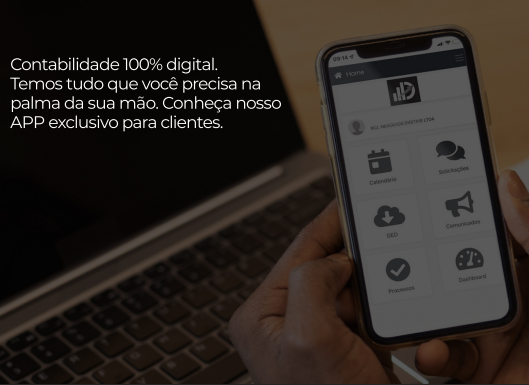 Contabilidade 100% digital.
Temos tudo que você precisa na
palma da sua mão. Conheça nosso
APP exclusivo para clientes.
09:14
Home
Calendário
Solicitações
GED
Comunicados
Processos
Dashboard